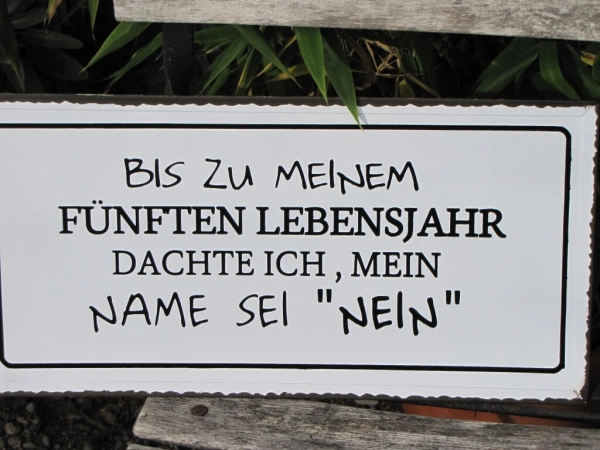 BIS ZU MEINEM
FÜNFTEN LEBENSJAHR
DACHTE ICH , MEIN
NAME SEI "NEIN"